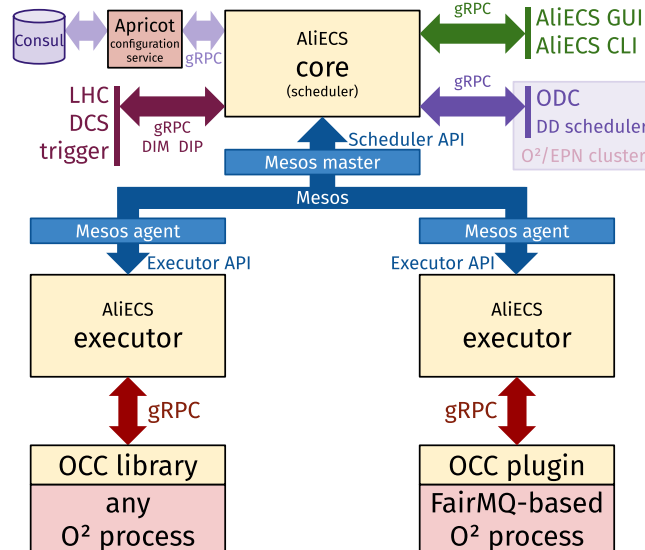 Consul
Apricot
configuration
service
gRPC
AliECS
core
(scheduler)
gRPC
AliECS GUI
AliECS CLI
LHC
DCS
trigger
gRPC
DIM DIP
gRPC
ODC
DD scheduler
O²/EPN cluster
Scheduler API
Mesos master
Mesos
Mesos agent
Mesos agent
Executor API
Executor API
AliECS
executor
AliECS
executor
gRPC
gRPC
OCC library
any
O² process
OCC plugin
FairMQ-based
O² process